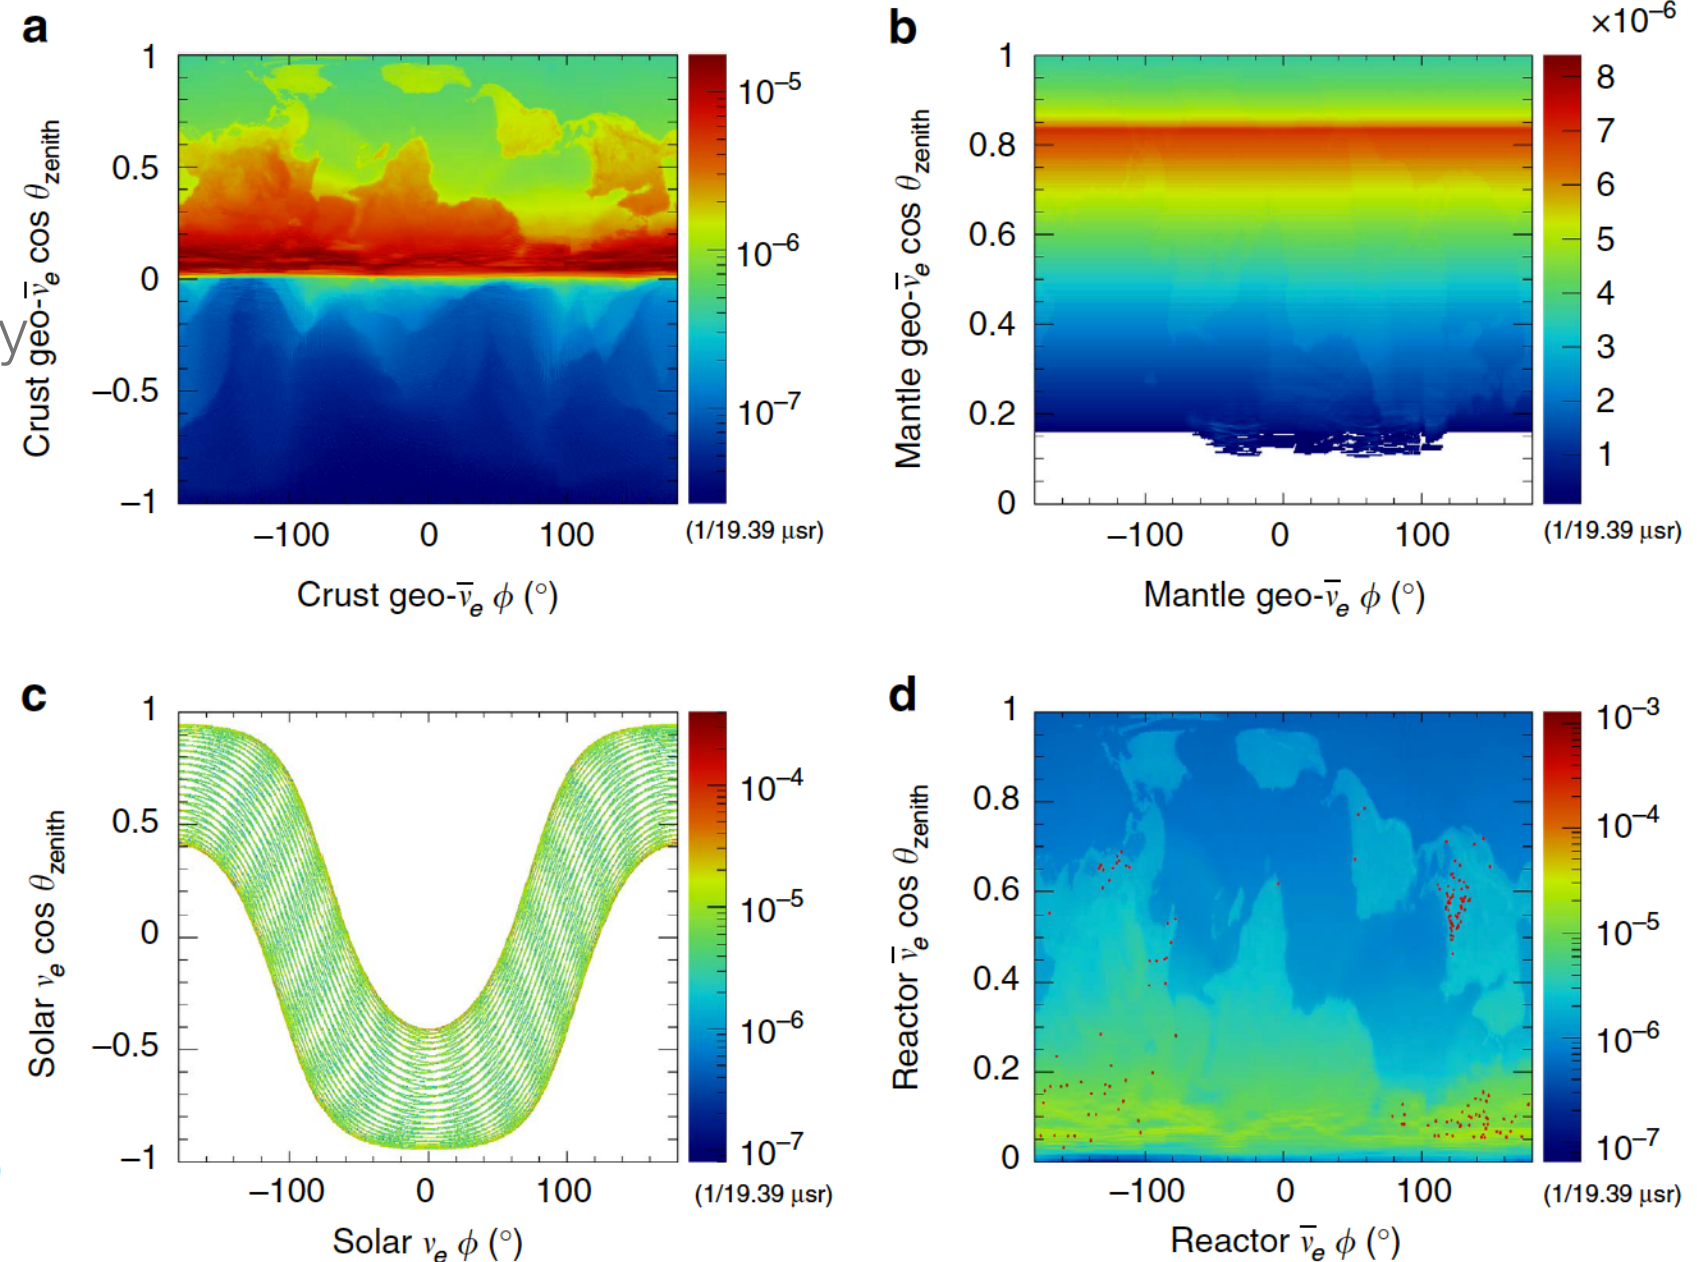 a
b
×10⁻⁶
Crust geo-ν̅ₑ cos θzenith
1
0.5
0
−0.5
−1
−100 0 100
Crust geo-ν̅ₑ ϕ (°)
10⁻⁵
10⁻⁶
10⁻⁷
(1/19.39 μsr)
y
Mantle geo-ν̅ₑ cos θzenith
1
0.8
0.6
0.4
0.2
0
−100 0 100
Mantle geo-ν̅ₑ ϕ (°)
8
7
6
5
4
3
2
1
(1/19.39 μsr)
c
d
Solar νₑ cos θzenith
1
0.5
0
−0.5
−1
−100 0 100
Solar νₑ ϕ (°)
10⁻⁴
10⁻⁵
10⁻⁶
10⁻⁷
(1/19.39 μsr)
Reactor ν̅ₑ cos θzenith
1
0.8
0.6
0.4
0.2
0
−100 0 100
Reactor ν̅ₑ ϕ (°)
10⁻³
10⁻⁴
10⁻⁵
10⁻⁶
10⁻⁷
(1/19.39 μsr)